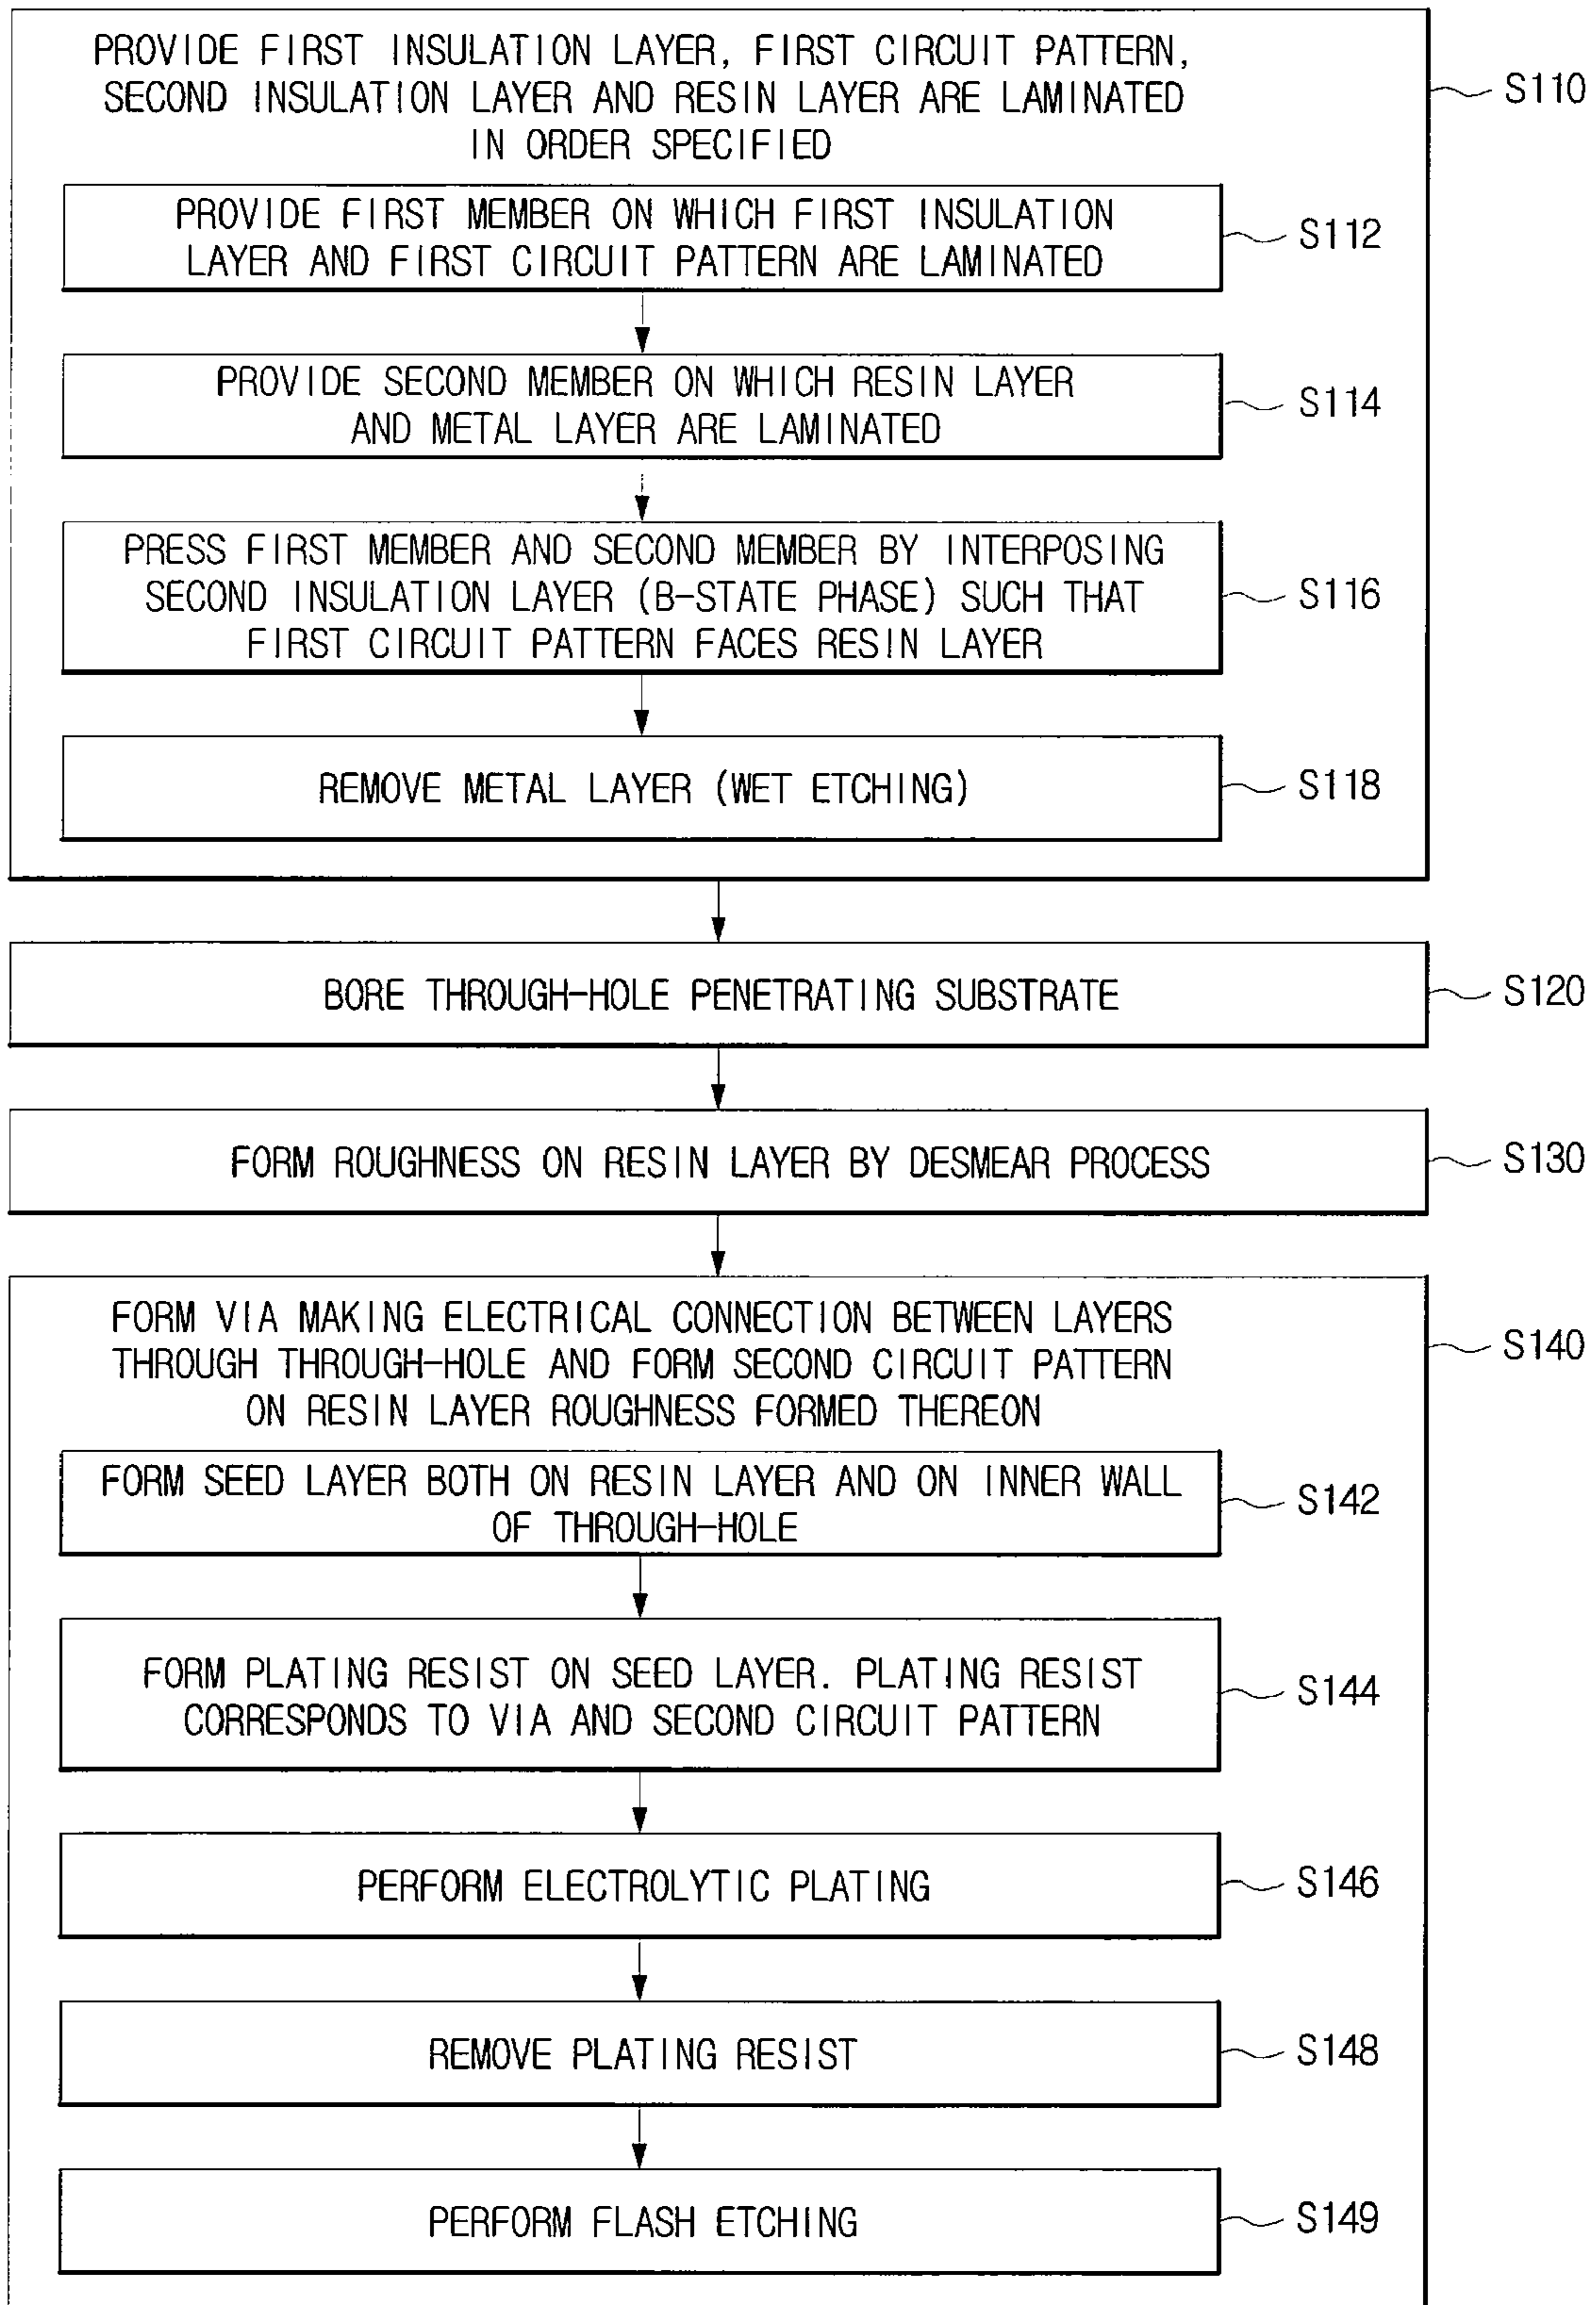 PROVIDE FIRST INSULATION LAYER, FIRST CIRCUIT PATTERN,
SECOND INSULATION LAYER AND RESIN LAYER ARE LAMINATED
IN ORDER SPECIFIED
S110
PROVIDE FIRST MEMBER ON WHICH FIRST INSULATION
LAYER AND FIRST CIRCUIT PATTERN ARE LAMINATED
S112
PROVIDE SECOND MEMBER ON WHICH RESIN LAYER
AND METAL LAYER ARE LAMINATED
S114
PRESS FIRST MEMBER AND SECOND MEMBER BY INTERPOSING
SECOND INSULATION LAYER (B-STATE PHASE) SUCH THAT
FIRST CIRCUIT PATTERN FACES RESIN LAYER
S116
REMOVE METAL LAYER (WET ETCHING)
S118
BORE THROUGH-HOLE PENETRATING SUBSTRATE
S120
FORM ROUGHNESS ON RESIN LAYER BY DESMEAR PROCESS
S130
FORM VIA MAKING ELECTRICAL CONNECTION BETWEEN LAYERS
THROUGH THROUGH-HOLE AND FORM SECOND CIRCUIT PATTERN
ON RESIN LAYER ROUGHNESS FORMED THEREON
S140
FORM SEED LAYER BOTH ON RESIN LAYER AND ON INNER WALL
OF THROUGH-HOLE
S142
FORM PLATING RESIST ON SEED LAYER. PLATING RESIST
CORRESPONDS TO VIA AND SECOND CIRCUIT PATTERN
S144
PERFORM ELECTROLYTIC PLATING
S146
REMOVE PLATING RESIST
S148
PERFORM FLASH ETCHING
S149